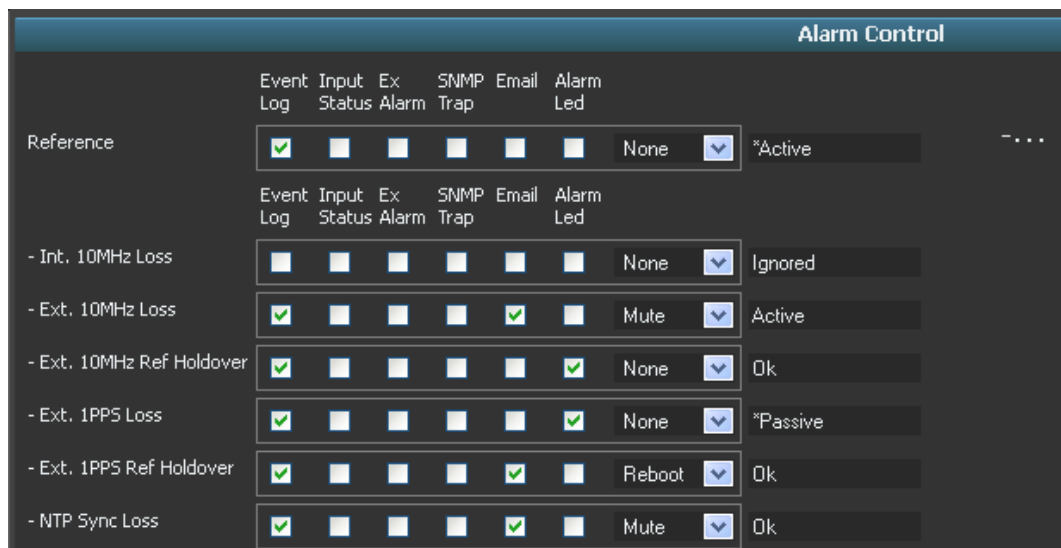 Alarm Control
Event Input Ex SNMP Email Alarm
Log Status Alarm Trap Led
Reference None *Active -...
Event Input Ex SNMP Email Alarm
Log Status Alarm Trap Led
- Int. 10MHz Loss None Ignored
- Ext. 10MHz Loss Mute Active
- Ext. 10MHz Ref Holdover None Ok
- Ext. 1PPS Loss None *Passive
- Ext. 1PPS Ref Holdover Reboot Ok
- NTP Sync Loss Mute Ok